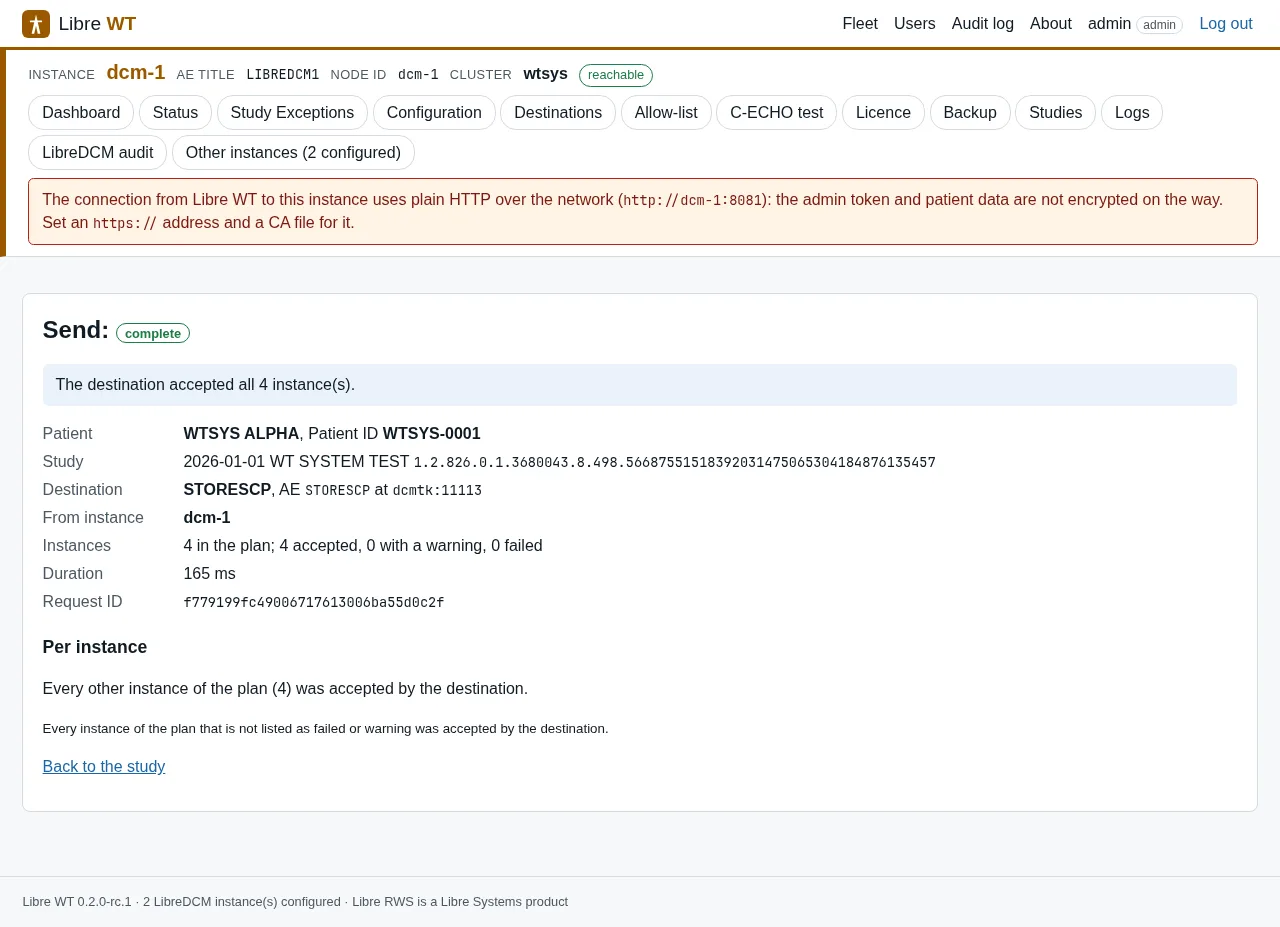 Libre WT Fleet Users Audit log About admin admin Log out
INSTANCE dcm-1 AE TITLE LIBREDCM1 NODE ID dcm-1 CLUSTER wtsys reachable
Dashboard Status Study Exceptions Configuration Destinations Allow-list C-ECHO test Licence Backup Studies Logs
LibreDCM audit Other instances (2 configured)
The connection from Libre WT to this instance uses plain HTTP over the network (http://dcm-1:8081): the admin token and patient data are not encrypted on the way.
Set an https:// address and a CA file for it.
Send: complete
The destination accepted all 4 instance(s).
Patient WTSYS ALPHA, Patient ID WTSYS-0001
Study 2026-01-01 WT SYSTEM TEST 1.2.826.0.1.3680043.8.498.56687551518392031475065304184876135457
Destination STORESCP, AE STORESCP at dcmtk:11113
From instance dcm-1
Instances 4 in the plan; 4 accepted, 0 with a warning, 0 failed
Duration 165 ms
Request ID f779199fc49006717613006ba55d0c2f
Per instance
Every other instance of the plan (4) was accepted by the destination.
Every instance of the plan that is not listed as failed or warning was accepted by the destination.
Back to the study
Libre WT 0.2.0-rc.1 · 2 LibreDCM instance(s) configured · Libre RWS is a Libre Systems product